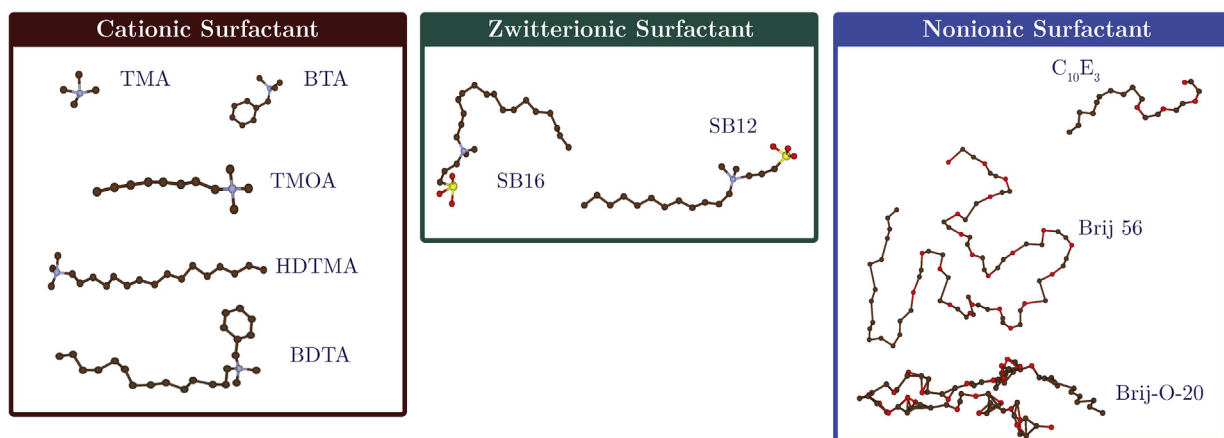 Cationic Surfactant
TMA
BTA
TMOA
HDTMA
BDTA
Zwitterionic Surfactant
SB16
SB12
Nonionic Surfactant
C₁₀E₃
Brij 56
Brij-O-20